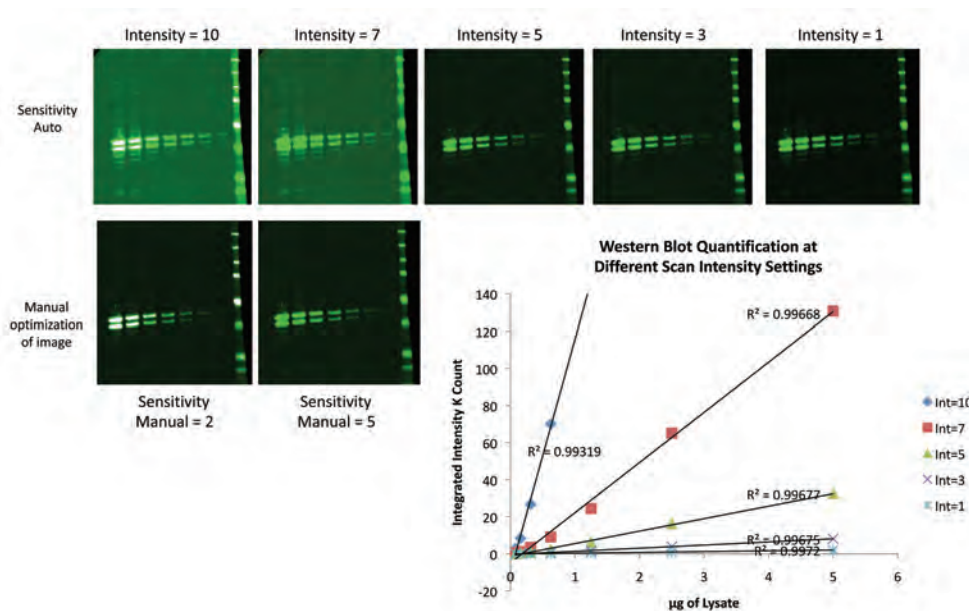 Intensity = 10
Intensity = 7
Intensity = 5
Intensity = 3
Intensity = 1
Sensitivity
Auto
Manual
optimization
of image
Sensitivity
Manual = 2
Sensitivity
Manual = 5
Western Blot Quantification at
Different Scan Intensity Settings
Integrated Intensity K Count
140
120
100
80
60
40
20
0
-20
R² = 0.99668
R² = 0.99319
R² = 0.99677
R² = 0.99675
R² = 0.9972
0
1
2
3
4
5
6
µg of Lysate
Int=10
Int=7
Int=5
Int=3
Int=1